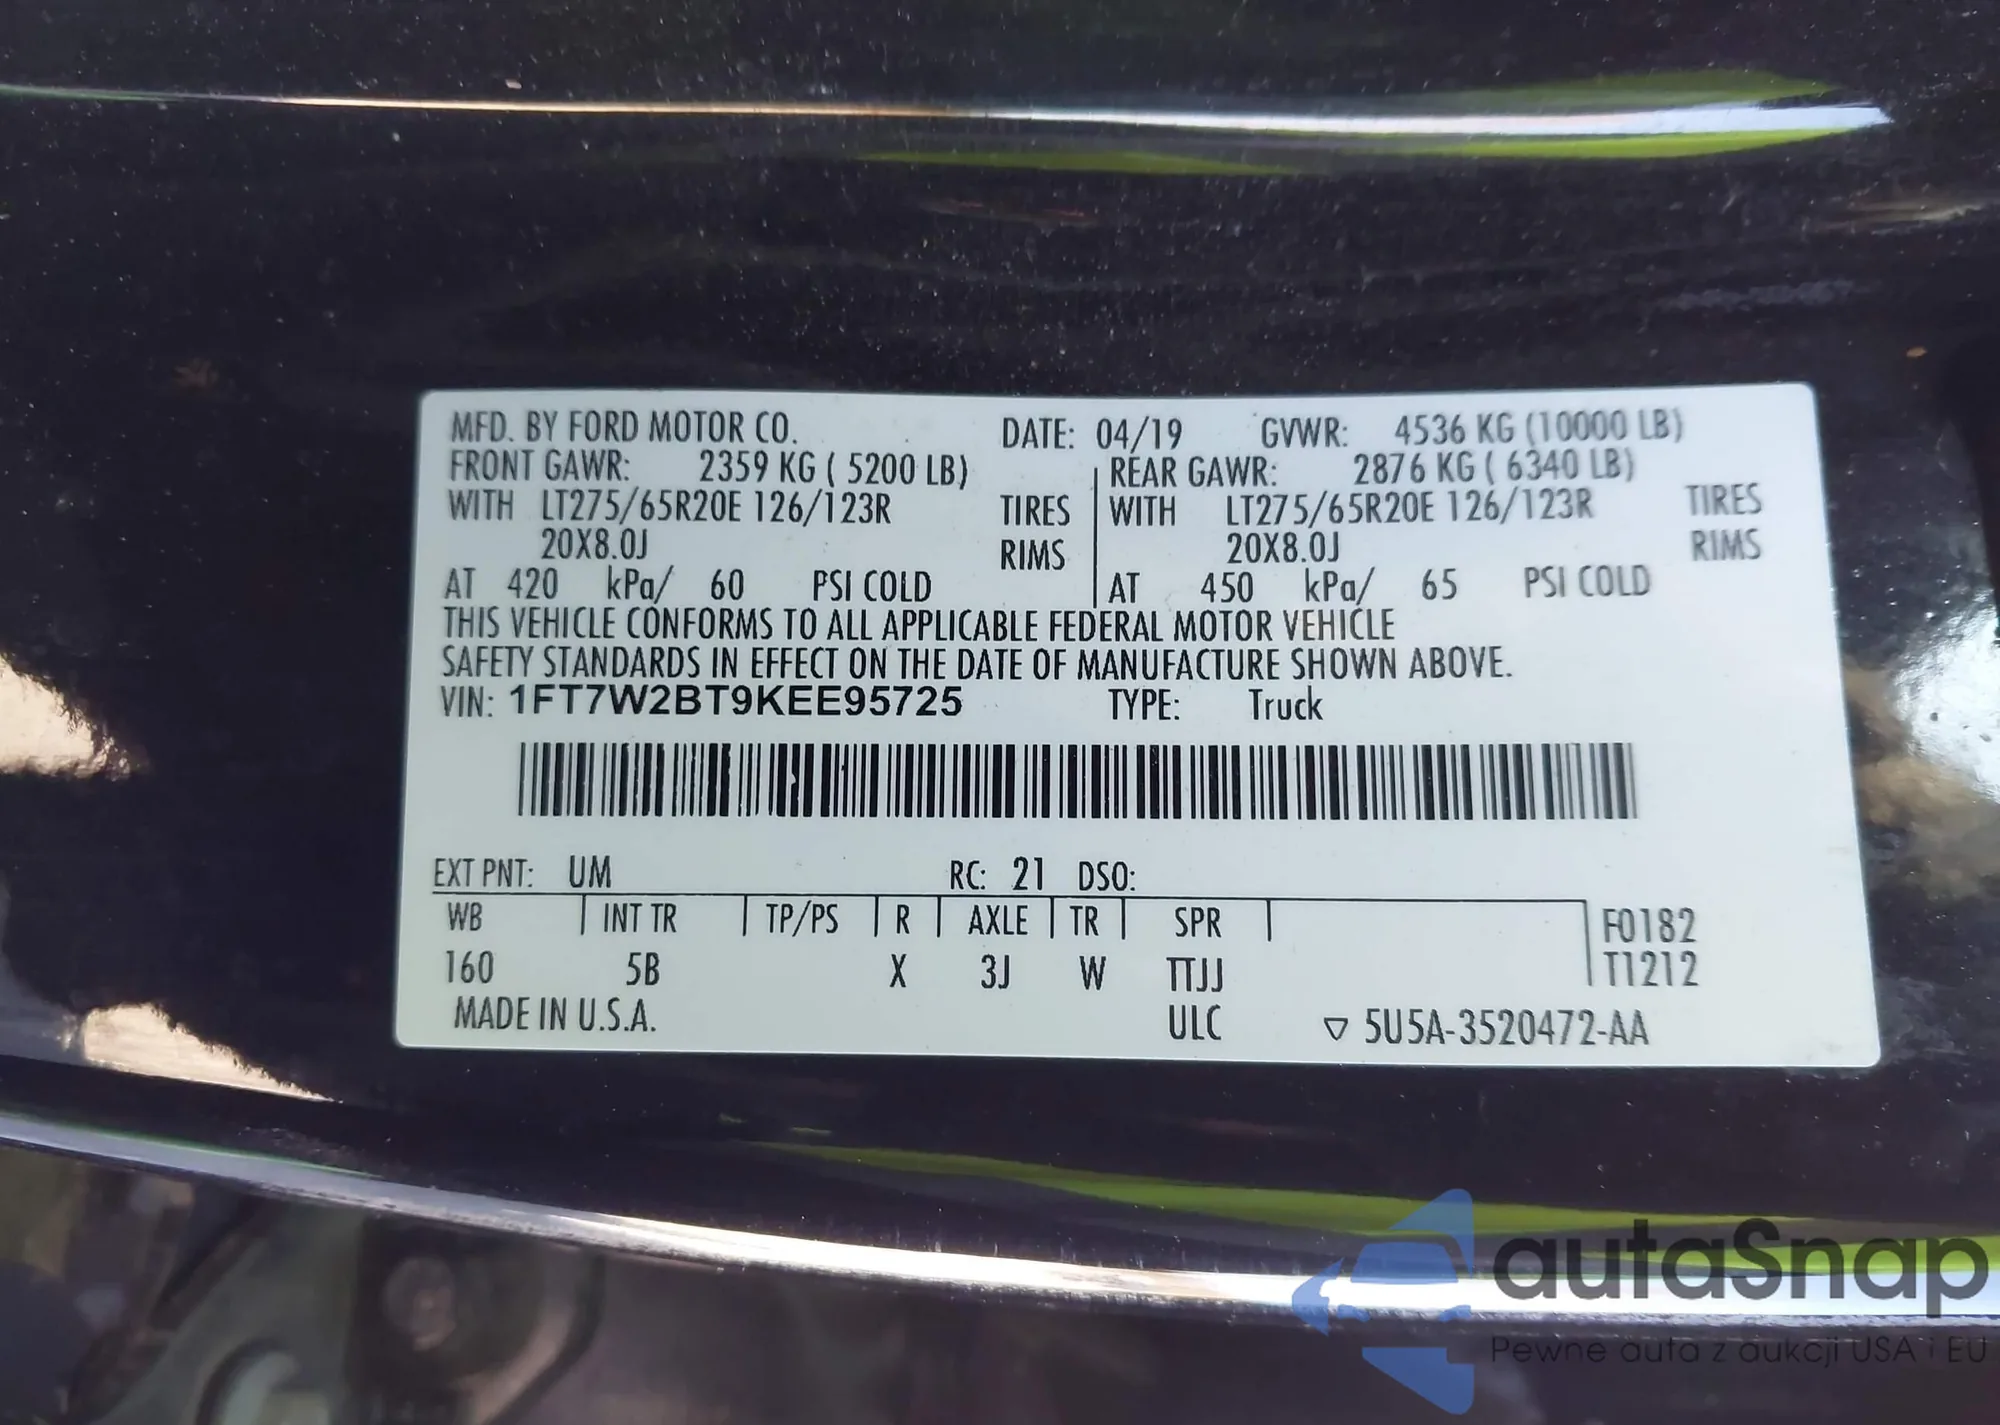 MFD. BY FORD MOTOR CO. DATE: 04/19 GVWR: 4536 KG (10000 LB)
FRONT GAWR: 2359 KG ( 5200 LB) REAR GAWR: 2876 KG ( 6340 LB)
WITH LT275/65R20E 126/123R TIRES WITH LT275/65R20E 126/123R TIRES
20X8.0J RIMS 20X8.0J RIMS
AT 420 kPa/ 60 PSI COLD AT 450 kPa/ 65 PSI COLD
THIS VEHICLE CONFORMS TO ALL APPLICABLE FEDERAL MOTOR VEHICLE
SAFETY STANDARDS IN EFFECT ON THE DATE OF MANUFACTURE SHOWN ABOVE.
VIN: 1FT7W2BT9KEE95725 TYPE: Truck
EXT PNT: UM RC: 21 DSO:
WB INT TR TP/PS R AXLE TR SPR F0182
160 5B X 3J W TTJJ T1212
MADE IN U.S.A. ULC ▽ 5U5A-3520472-AA
autaSnap
Pewne auta z aukcji USA i EU